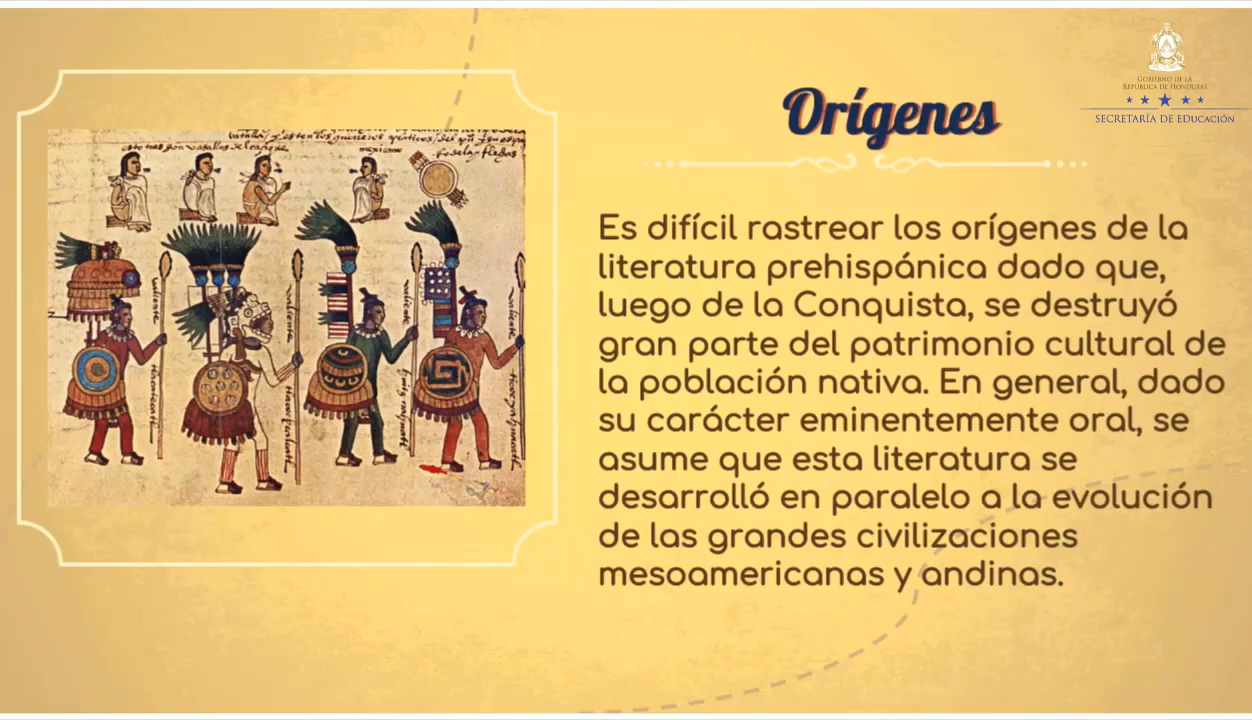 Orígenes
GOBIERNO DE LA
REPÚBLICA DE HONDURAS
SECRETARÍA DE EDUCACIÓN
Es difícil rastrear los orígenes de la
literatura prehispánica dado que,
luego de la Conquista, se destruyó
gran parte del patrimonio cultural de
la población nativa. En general, dado
su carácter eminentemente oral, se
asume que esta literatura se
desarrolló en paralelo a la evolución
de las grandes civilizaciones
mesoamericanas y andinas.
mexicano